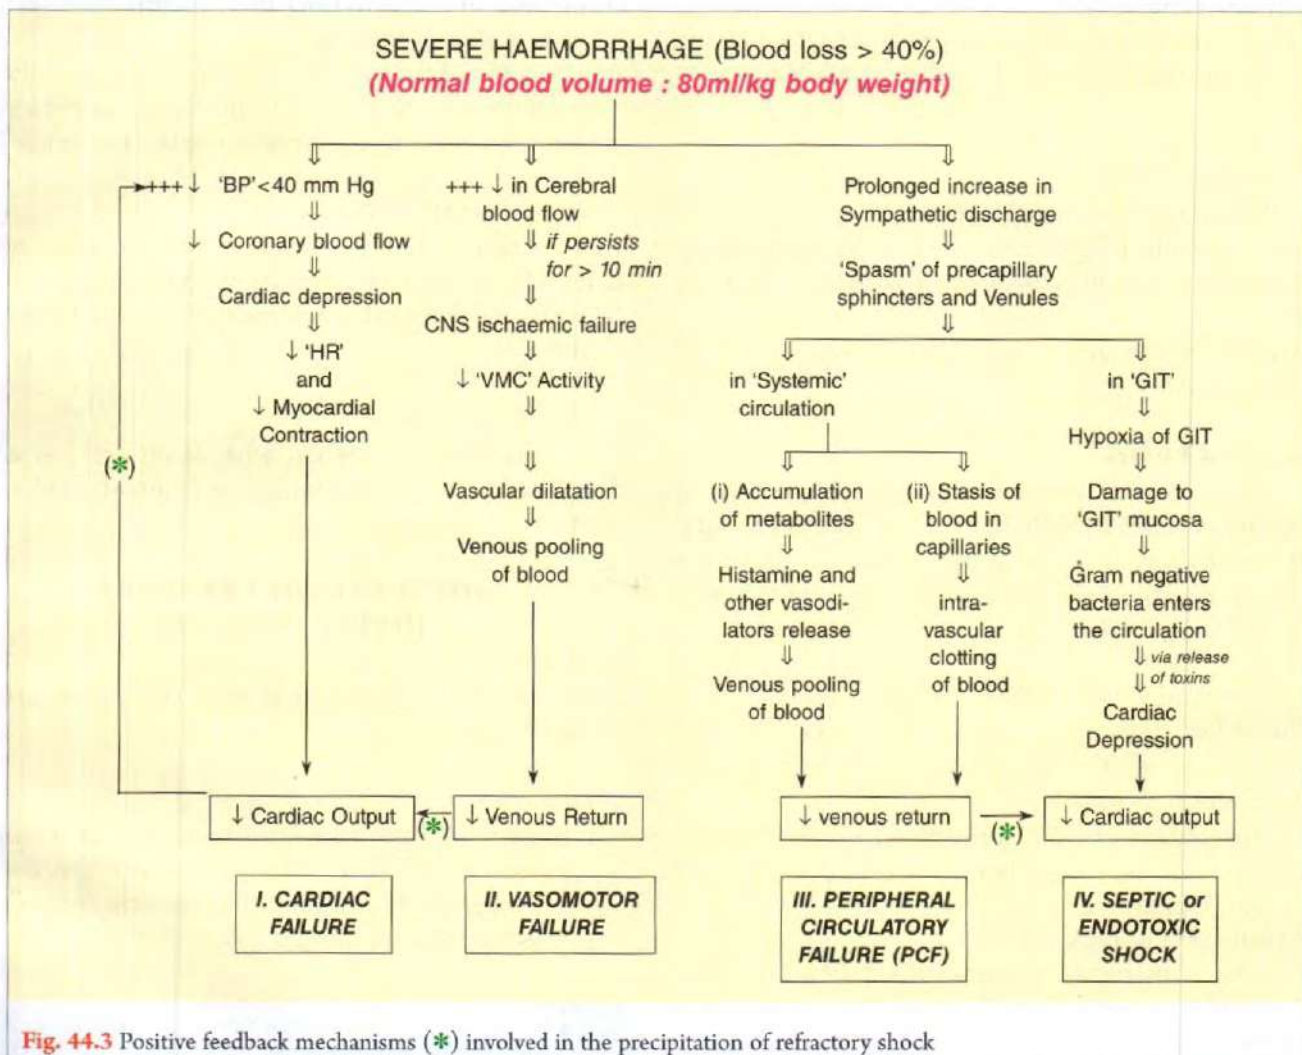 SEVERE HAEMORRHAGE (Blood loss > 40%)
(Normal blood volume : 80ml/kg body weight)
+++ ↓ 'BP'<40 mm Hg
⇓
↓ Coronary blood flow
⇓
Cardiac depression
⇓
↓ 'HR'
and
↓ Myocardial
Contraction
(*)
↓ Cardiac Output
I. CARDIAC
FAILURE
+++ ↓ in Cerebral
blood flow
⇓ if persists
for > 10 min
⇓
CNS ischaemic failure
⇓
↓ 'VMC' Activity
⇓
⇓
Vascular dilatation
⇓
Venous pooling
of blood
(*)
↓ Venous Return
II. VASOMOTOR
FAILURE
Prolonged increase in
Sympathetic discharge
⇓
'Spasm' of precapillary
sphincters and Venules
⇓
in 'Systemic'
circulation
(i) Accumulation
of metabolites
⇓
Histamine and
other vasodi-
lators release
⇓
Venous pooling
of blood
(ii) Stasis of
blood in
capillaries
⇓
intra-
vascular
clotting
of blood
↓ venous return
(*)
III. PERIPHERAL
CIRCULATORY
FAILURE (PCF)
in 'GIT'
⇓
Hypoxia of GIT
⇓
Damage to
'GIT' mucosa
⇓
Gram negative
bacteria enters
the circulation
⇓ via release
⇓ of toxins
Cardiac
Depression
↓ Cardiac output
IV. SEPTIC or
ENDOTOXIC
SHOCK
Fig. 44.3 Positive feedback mechanisms (*) involved in the precipitation of refractory shock